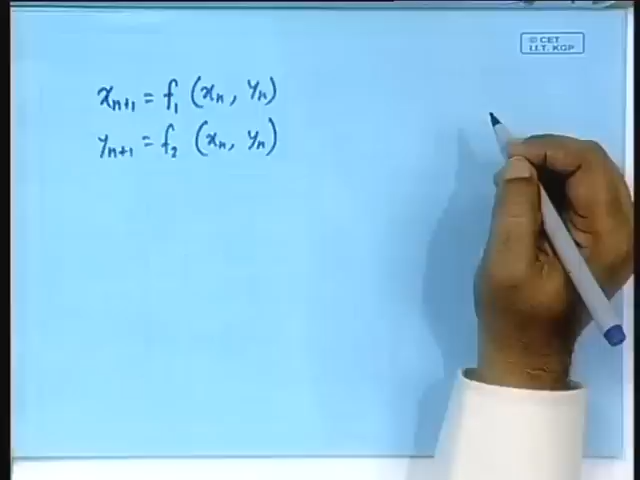 © CET
I.I.T. KGP
xₙ₊₁ = f₁ (xₙ, yₙ)
yₙ₊₁ = f₂ (xₙ, yₙ)